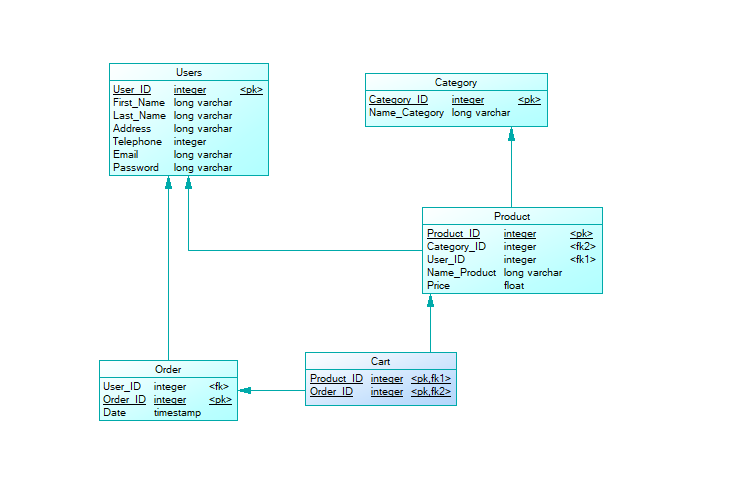 Users
User_ID integer <pk>
First_Name long varchar
Last_Name long varchar
Address long varchar
Telephone integer
Email long varchar
Password long varchar
Category
Category_ID integer <pk>
Name_Category long varchar
Product
Product_ID integer <pk>
Category_ID integer <fk2>
User_ID integer <fk1>
Name_Product long varchar
Price float
Order
User_ID integer <fk>
Order_ID integer <pk>
Date timestamp
Cart
Product_ID integer <pk,fk1>
Order_ID integer <pk,fk2>